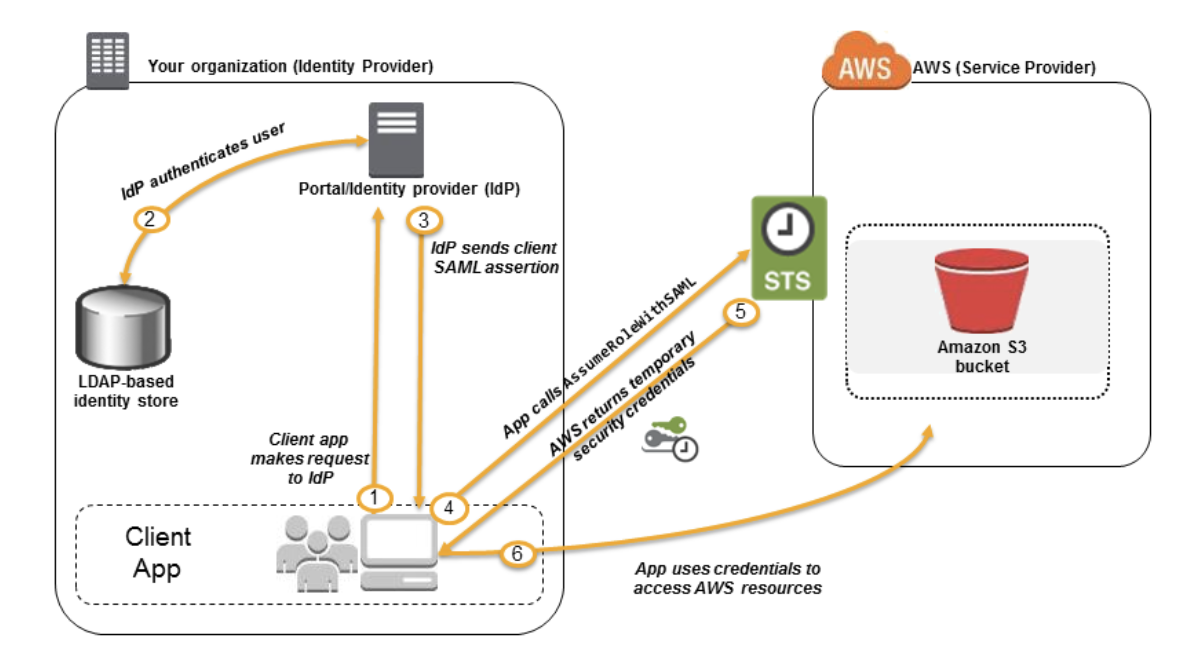 Your organization (Identity Provider)
AWS
AWS (Service Provider)
IdP authenticates user
Portal/Identity provider (IdP)
2
3
IdP sends client
SAML assertion
STS
LDAP-based
identity store
App calls AssumeRoleWithSAML
5
AWS returns temporary
security credentials
Amazon S3
bucket
Client app
makes request
to IdP
1
4
Client
App
6
App uses credentials to
access AWS resources